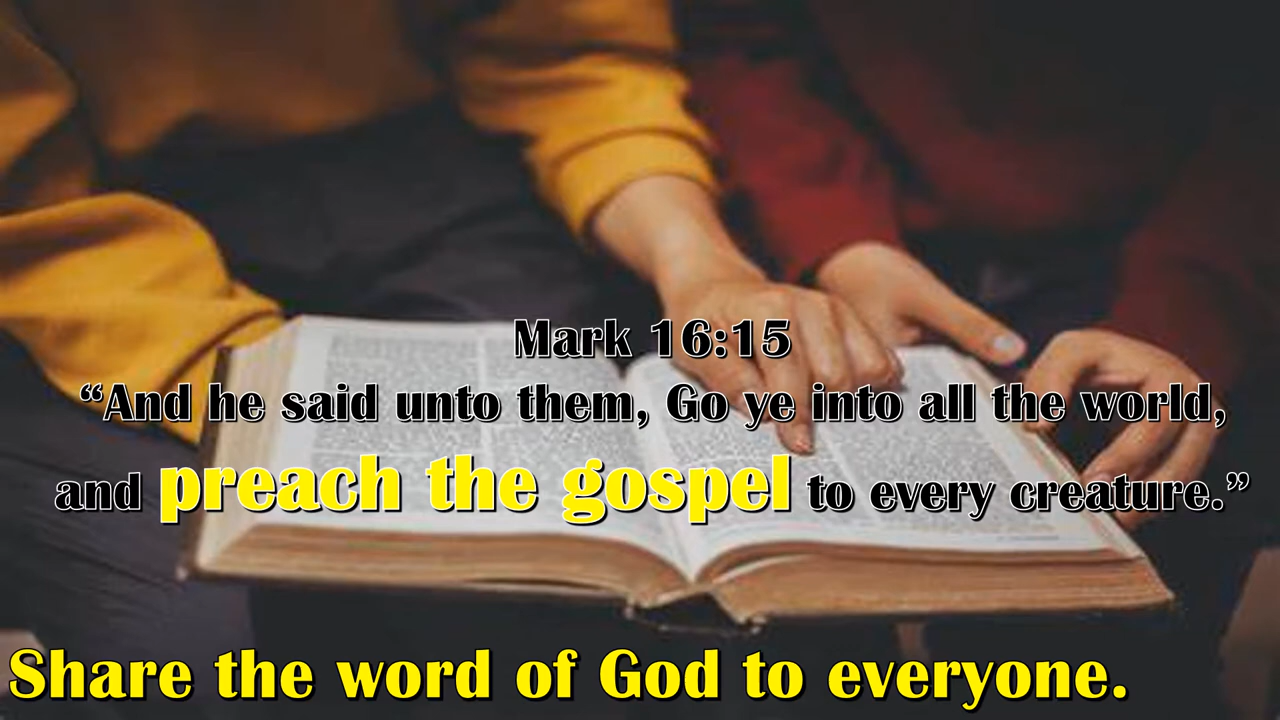 Mark 16:15
“And he said unto them, Go ye into all the world,
and preach the gospel to every creature.”
Share the word of God to everyone.